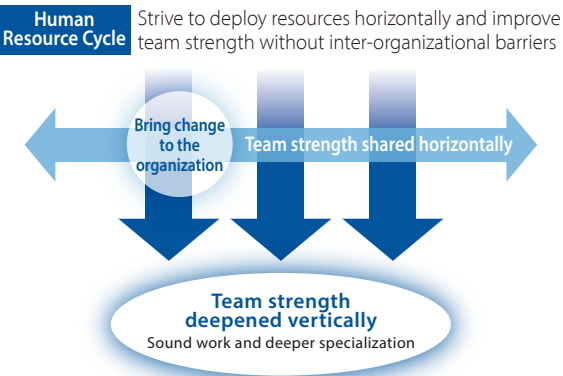 Human
Resource Cycle
Strive to deploy resources horizontally and improve
team strength without inter-organizational barriers
Bring change
to the
organization
Team strength shared horizontally
Team strength
deepened vertically
Sound work and deeper specialization